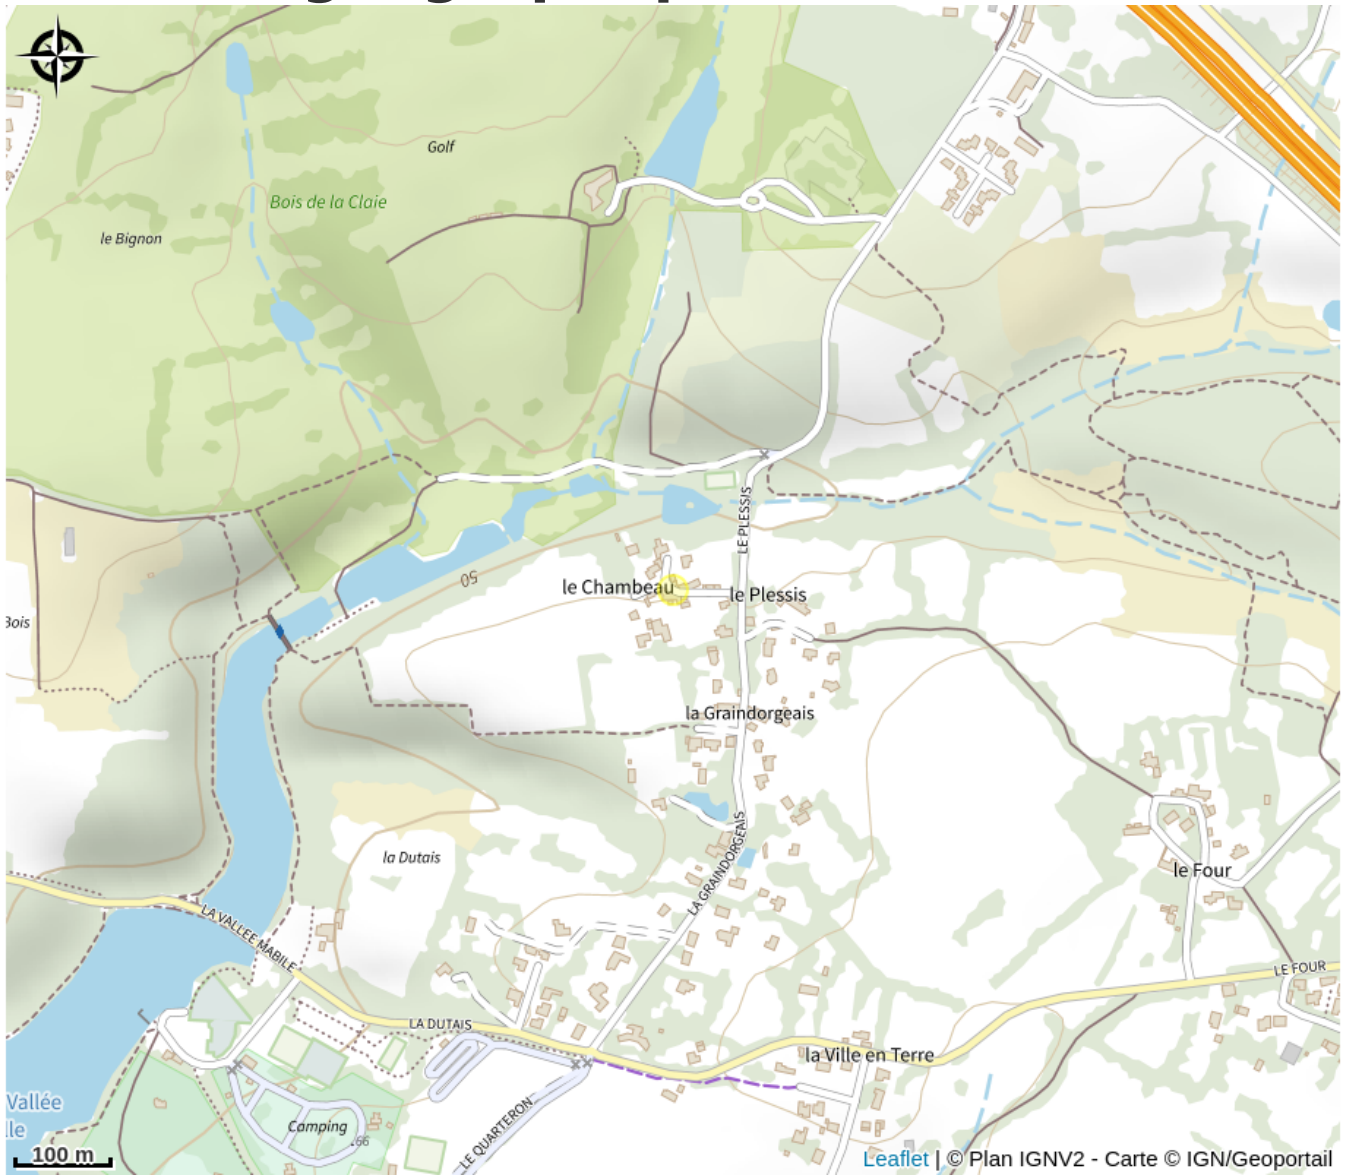 Golf
Bois de la Claie
le Bignon
LE PLESSIS
50
le Chambeau
le Plessis
Bois
la Graindorgeais
LA GRAINDORGEAIS
la Dutais
le Four
LA VALLEE MABILE
LE FOUR
LA DUTAIS
la Ville en Terre
Vallée
lle
Camping
LE QUARTERON
100 m
Leaflet | © Plan IGNV2 - Carte © IGN/Geoportail